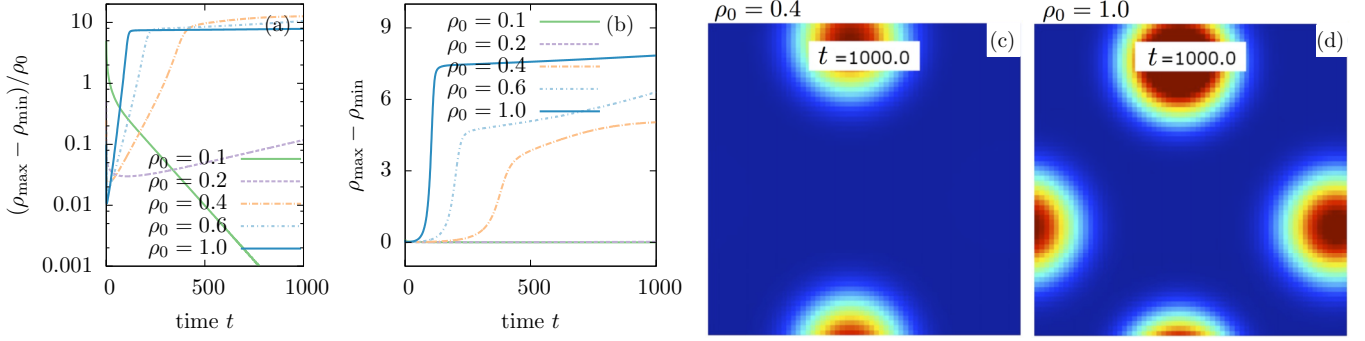 (a)
10
1
0.1
0.01
0.001
(ρmax − ρmin)/ρ0
ρ0 = 0.1
ρ0 = 0.2
ρ0 = 0.4
ρ0 = 0.6
ρ0 = 1.0
0
500
1000
time t
(b)
9
6
3
0
ρmax − ρmin
ρ0 = 0.1
ρ0 = 0.2
ρ0 = 0.4
ρ0 = 0.6
ρ0 = 1.0
0
500
1000
time t
ρ0 = 0.4
(c)
t =1000.0
ρ0 = 1.0
(d)
t =1000.0